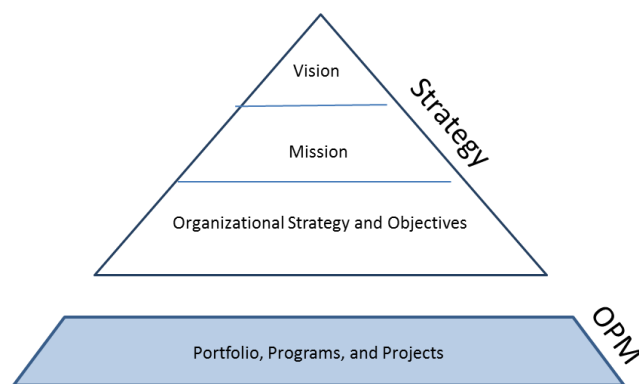 Vision
Strategy
Mission
Organizational Strategy and Objectives
OPM
Portfolio, Programs, and Projects